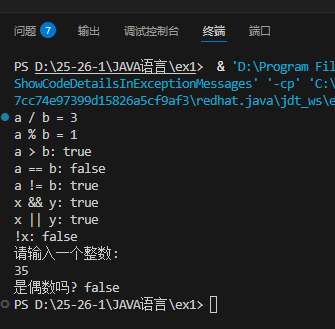 问题 7 输出 调试控制台 终端 端口
PS D:\25-26-1\JAVA语言\ex1> & 'D:\Program Fil
ShowCodeDetailsInExceptionMessages' '-cp' 'C:\
7cc74e97399d15826a5cf9af3\redhat.java\jdt_ws\e
a / b = 3
a % b = 1
a > b: true
a == b: false
a != b: true
x && y: true
x || y: true
!x: false
请输入一个整数:
35
是偶数吗? false
PS D:\25-26-1\JAVA语言\ex1>